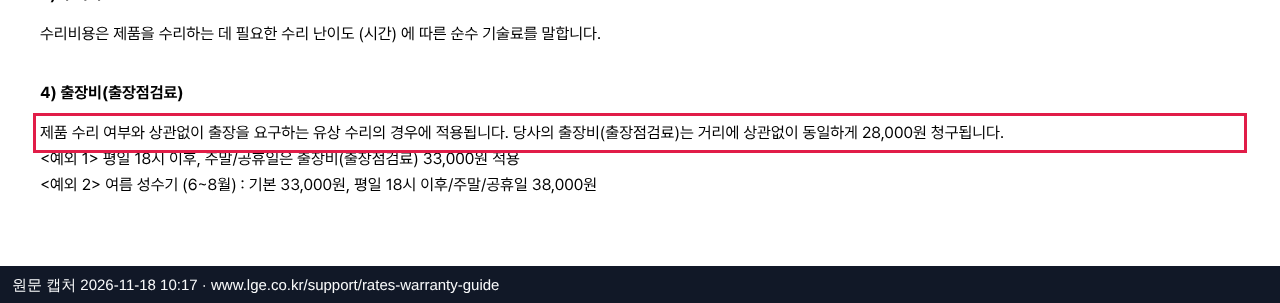 수리비용은 제품을 수리하는 데 필요한 수리 난이도 (시간) 에 따른 순수 기술료를 말합니다.
4) 출장비(출장점검료)
제품 수리 여부와 상관없이 출장을 요구하는 유상 수리의 경우에 적용됩니다. 당사의 출장비(출장점검료)는 거리에 상관없이 동일하게 28,000원 청구됩니다.
<예외 1> 평일 18시 이후, 주말/공휴일은 출장비(출장점검료) 33,000원 적용
<예외 2> 여름 성수기 (6~8월) : 기본 33,000원, 평일 18시 이후/주말/공휴일 38,000원
원문 캡처 2026-11-18 10:17 · www.lge.co.kr/support/rates-warranty-guide